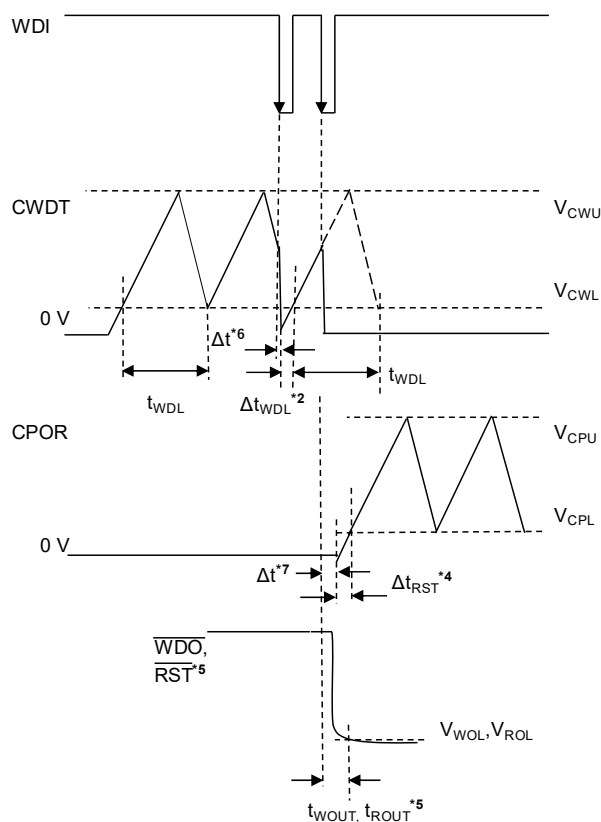 WDI
CWDT
V_CWU
V_CWL
0 V
Δt*6
t_WDL
Δt_WDL*2
t_WDL
CPOR
V_CPU
V_CPL
0 V
Δt*7
Δt_RST*4
WDO,
RST*5
V_WOL,V_ROL
t_WOUT, t_ROUT*5